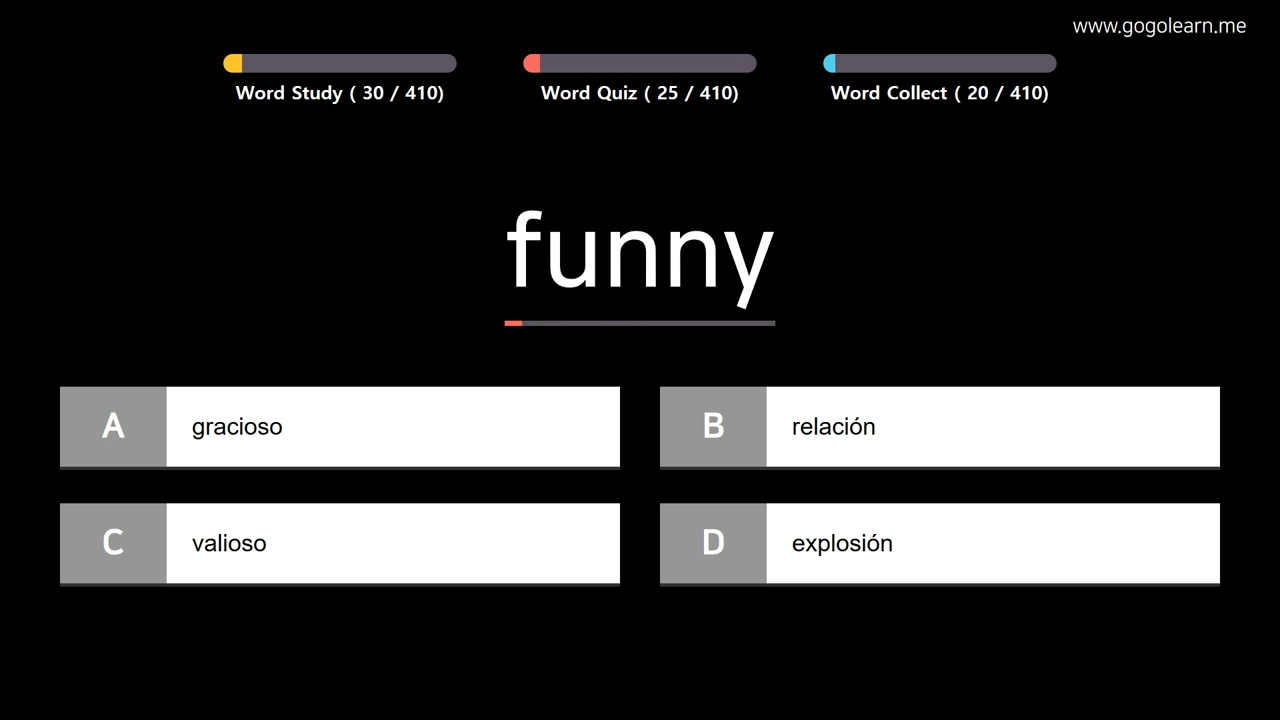 www.gogolearn.me
Word Study ( 30 / 410)
Word Quiz ( 25 / 410)
Word Collect ( 20 / 410)
funny
A
gracioso
B
relación
C
valioso
D
explosión